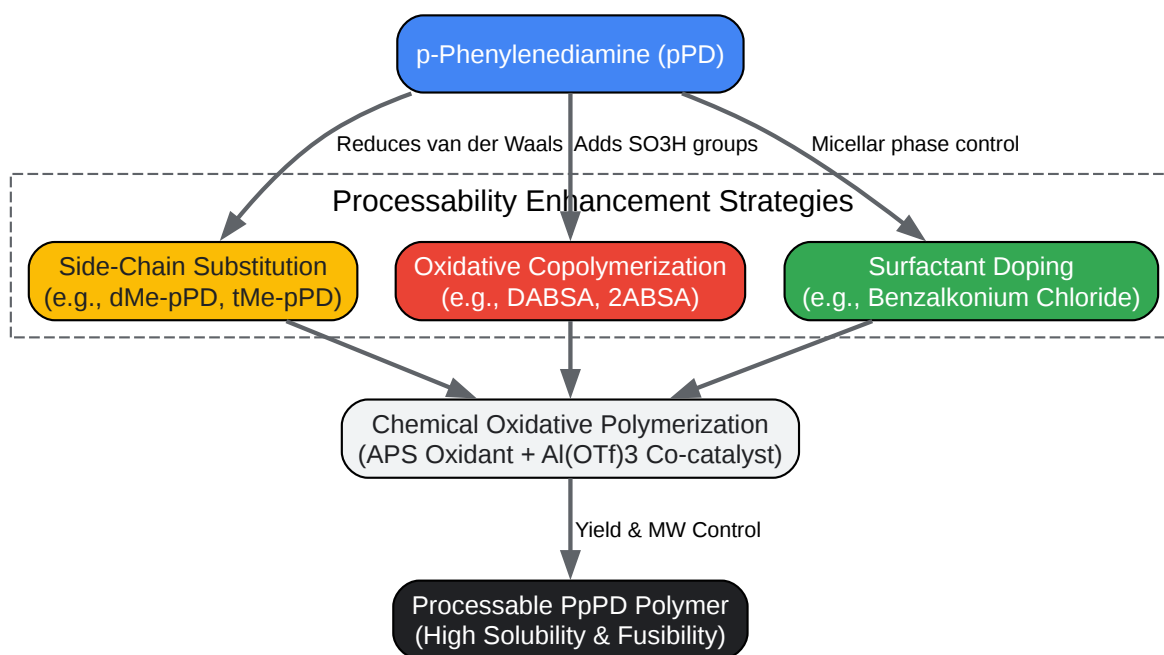 p-Phenylenediamine (pPD)
Reduces van der Waals
Adds SO3H groups
Micellar phase control
Processability Enhancement Strategies
Side-Chain Substitution
(e.g., dMe-pPD, tMe-pPD)
Oxidative Copolymerization
(e.g., DABSA, 2ABSA)
Surfactant Doping
(e.g., Benzalkonium Chloride)
Chemical Oxidative Polymerization
(APS Oxidant + Al(OTf)3 Co-catalyst)
Yield & MW Control
Processable PpPD Polymer
(High Solubility & Fusibility)